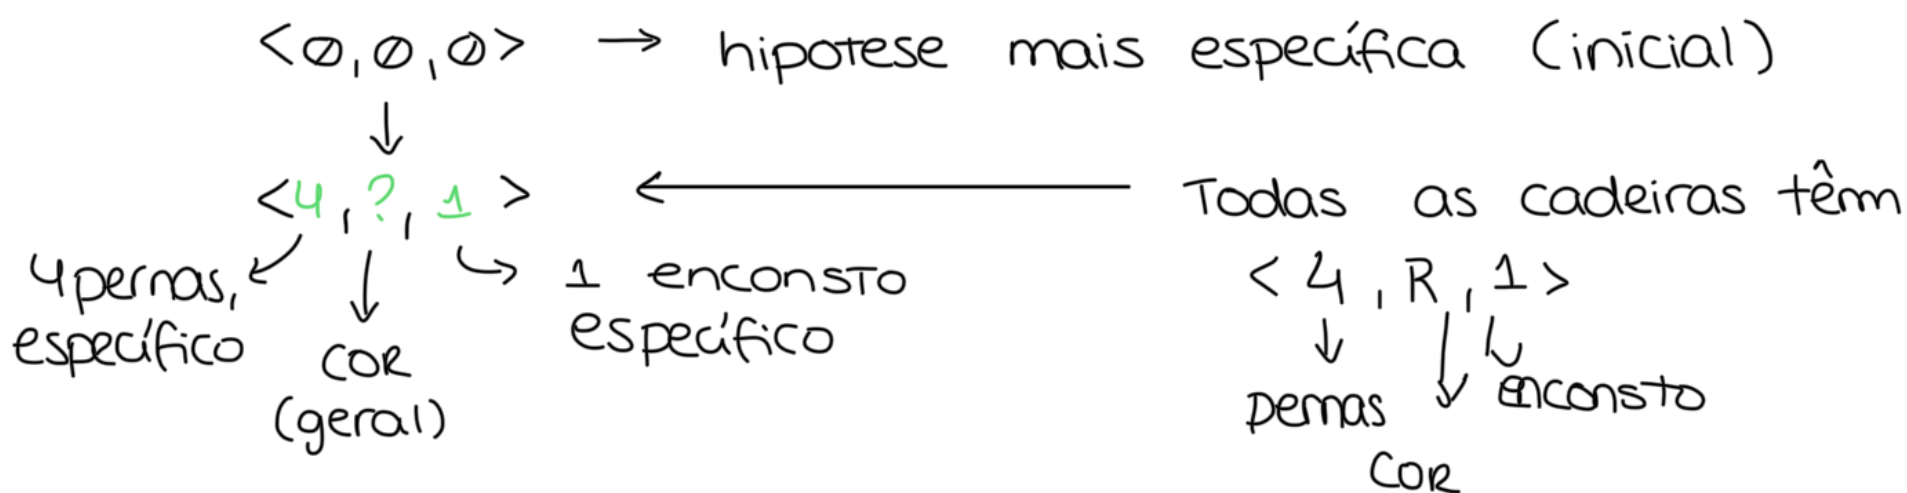 <∅,∅,∅> → hipotese mais específica (inicial)
↓
<4,?,1> ← Todas as cadeiras têm
<4,R,1>
4 pernas,
específico
COR
(geral)
1 enconsto
específico
pernas
COR
enconsto